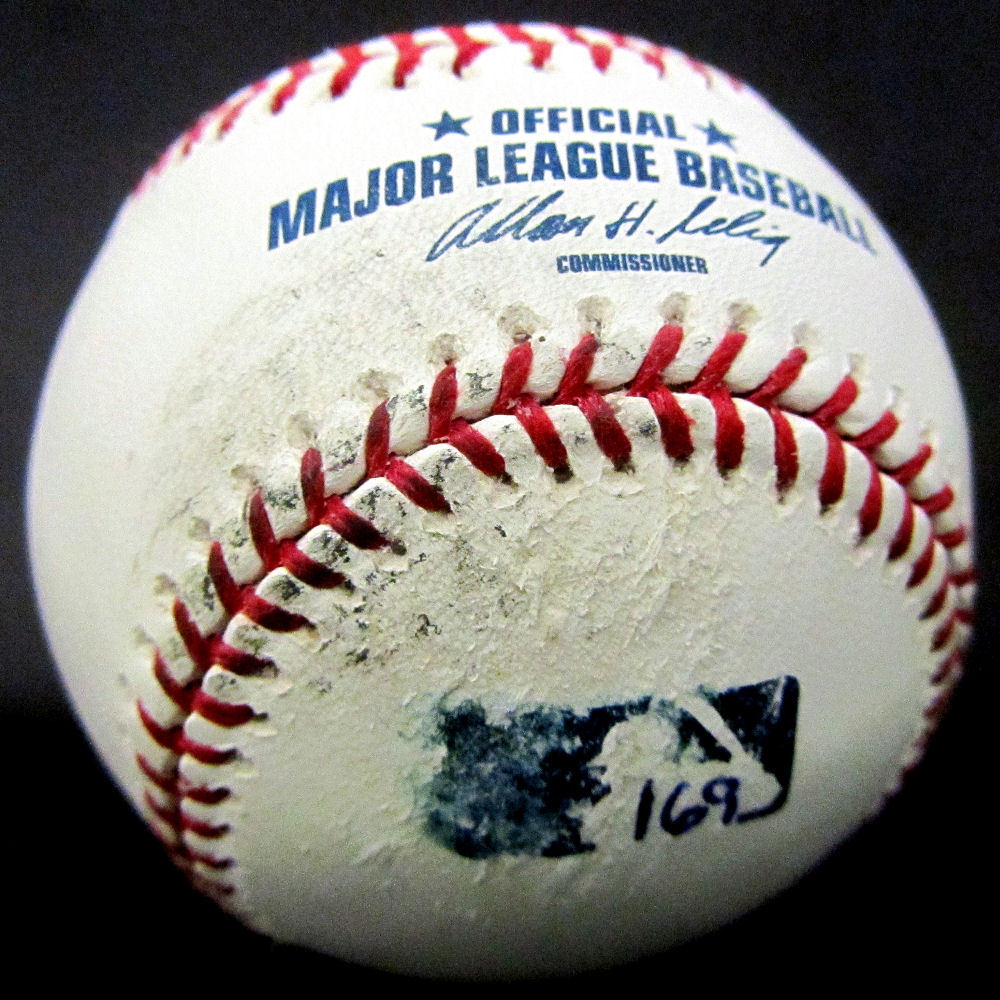 ★ OFFICIAL ★
MAJOR LEAGUE BASEBALL
Allan H. Selig
COMMISSIONER
169